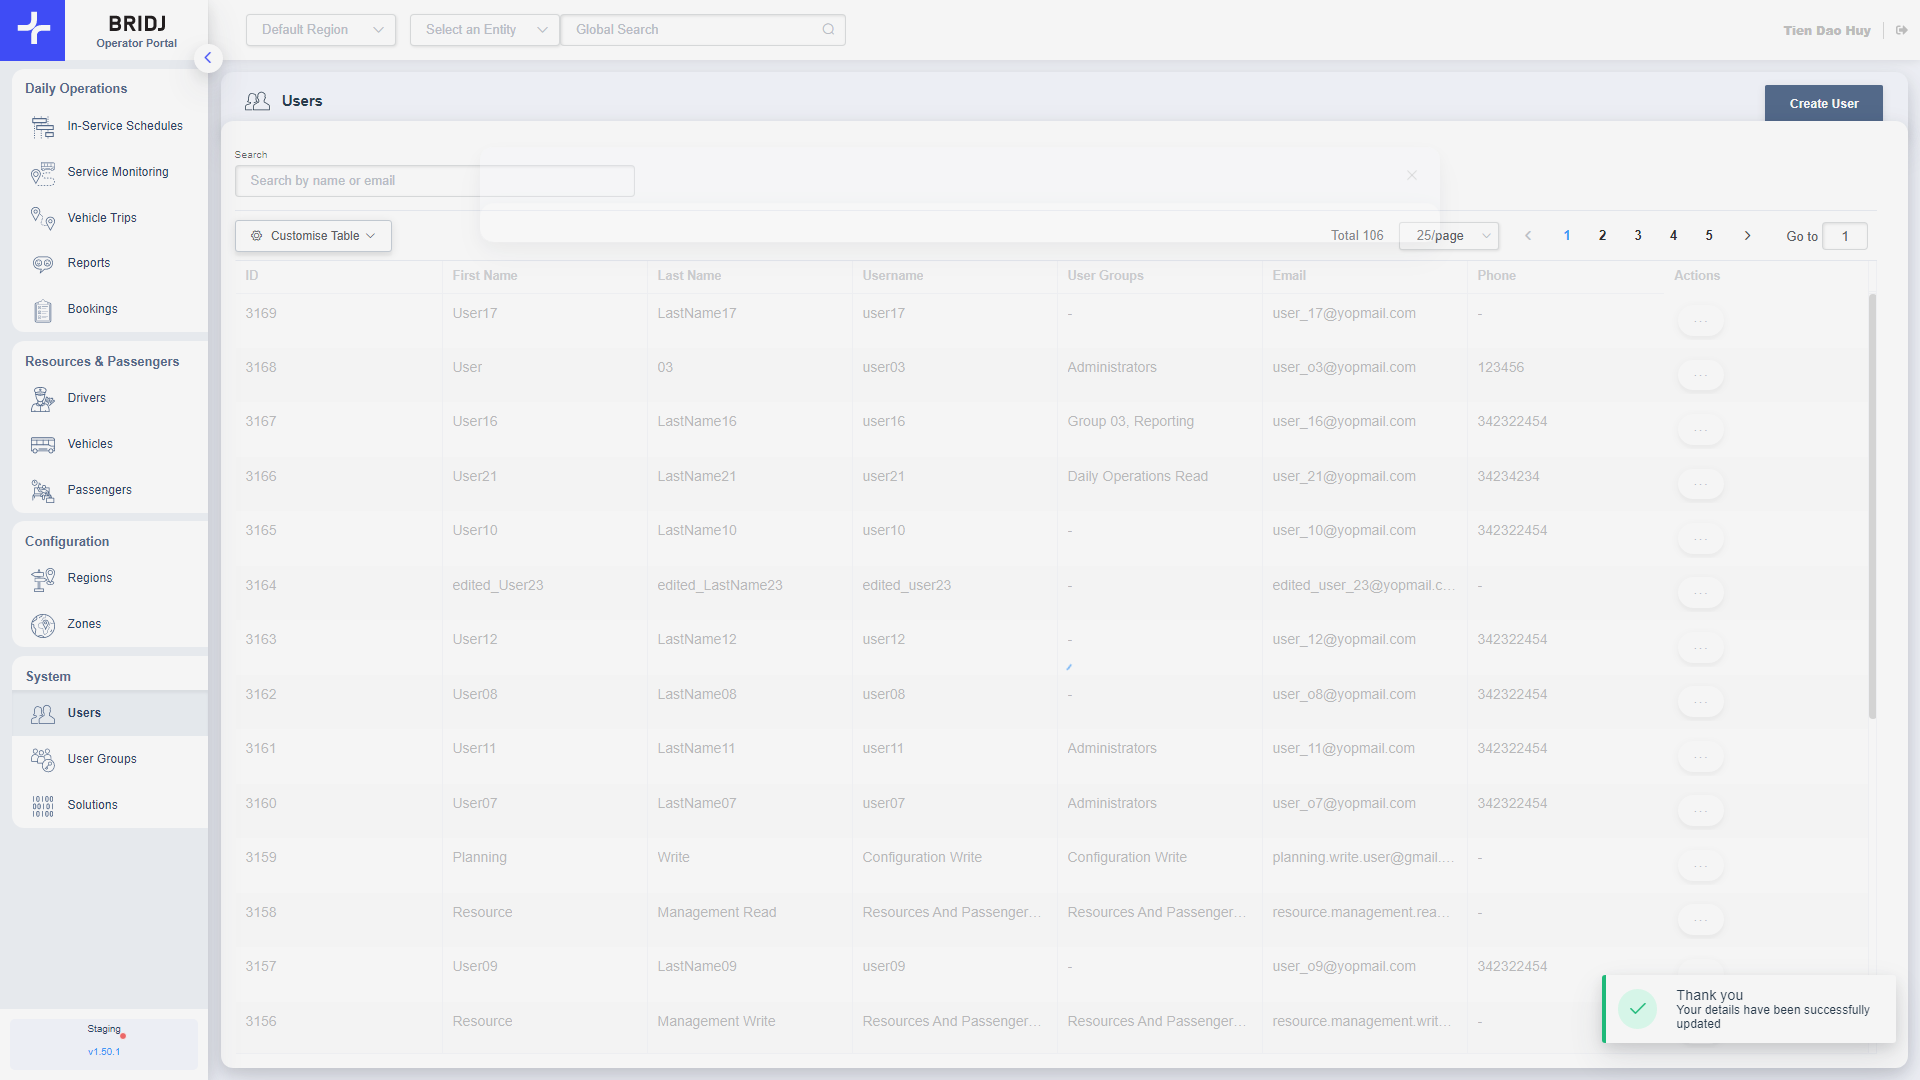 BRIDJ
Operator Portal
Default Region
Select an Entity
Global Search
Tien Dao Huy
Daily Operations
In-Service Schedules
Service Monitoring
Vehicle Trips
Reports
Bookings
Resources & Passengers
Drivers
Vehicles
Passengers
Configuration
Regions
Zones
System
Users
User Groups
10100
00101
10100
Solutions
Staging
v1.50.1
Users
Create User
Search
Search by name or email
Customise Table
Total 106
25/page
1 2 3 4 5
Go to 1
ID First Name Last Name Username User Groups Email Phone Actions
3169 User17 LastName17 user17 - user_17@yopmail.com - ...
3168 User 03 user03 Administrators user_o3@yopmail.com 123456 ...
3167 User16 LastName16 user16 Group 03, Reporting user_16@yopmail.com 342322454 ...
3166 User21 LastName21 user21 Daily Operations Read user_21@yopmail.com 34234234 ...
3165 User10 LastName10 user10 - user_10@yopmail.com 342322454 ...
3164 edited_User23 edited_LastName23 edited_user23 - edited_user_23@yopmail.c... - ...
3163 User12 LastName12 user12 - user_12@yopmail.com 342322454 ...
3162 User08 LastName08 user08 - user_o8@yopmail.com 342322454 ...
3161 User11 LastName11 user11 Administrators user_11@yopmail.com 342322454 ...
3160 User07 LastName07 user07 Administrators user_o7@yopmail.com 342322454 ...
3159 Planning Write Configuration Write Configuration Write planning.write.user@gmail.... - ...
3158 Resource Management Read Resources And Passenger... Resources And Passenger... resource.management.rea... - ...
3157 User09 LastName09 user09 - user_o9@yopmail.com 342322454
3156 Resource Management Write Resources And Passenger... Resources And Passenger... resource.management.writ... -
Thank you
Your details have been successfully
updated